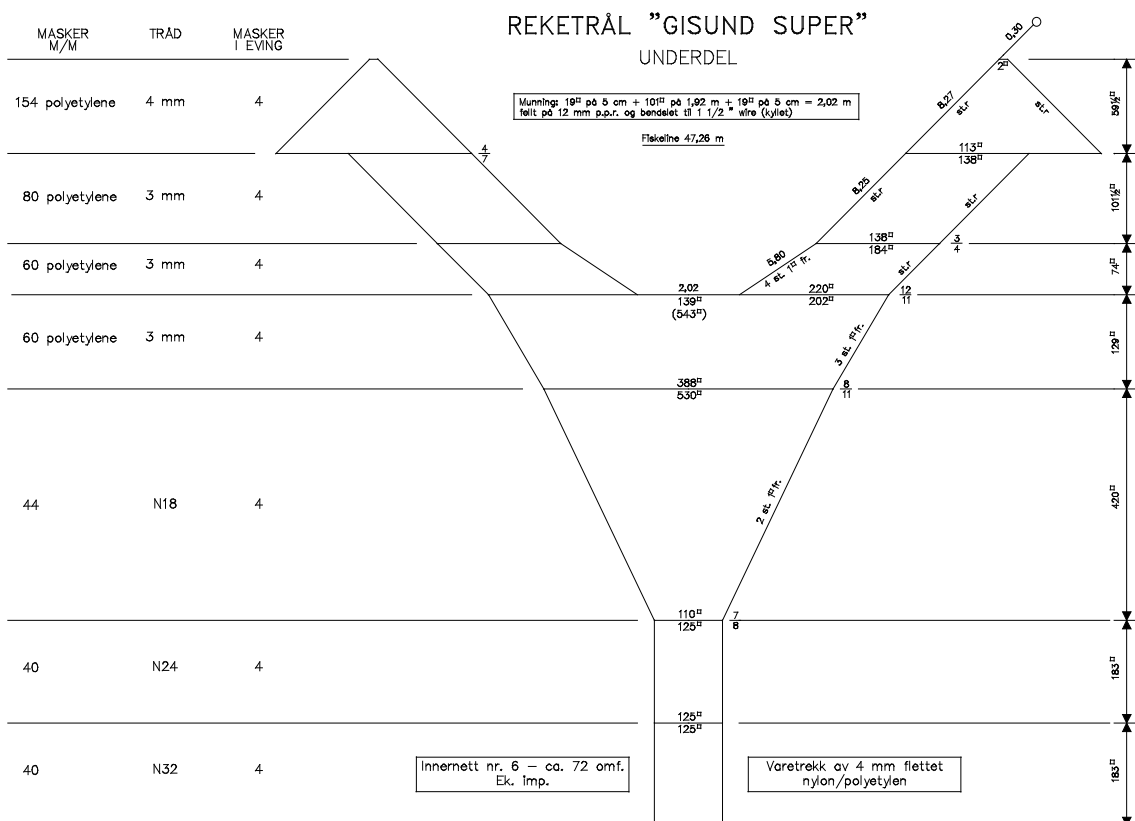 REKETRÅL "GISUND SUPER"
UNDERDEL
MASKER M/M
TRÅD
MASKER I EVING
154 polyetylene 4 mm 4
80 polyetylene 3 mm 4
60 polyetylene 3 mm 4
60 polyetylene 3 mm 4
44 N18 4
40 N24 4
40 N32 4
Munning: 19¤ på 5 cm + 101¤ på 1,92 m + 19¤ på 5 cm = 2,02 m
fellt på 12 mm p.p.r. og bendslet til 1 1/2 " wire (kyllet)
Fiskeline 47,26 m
0,30
2¤
8,27
str
str
59½¤
4
7
113¤
138¤
8,25
str
str
101½¤
138¤
184¤
3
4
5,80
4 st. 1¤ fr.
str
74¤
2,02
139¤
(543¤)
220¤
202¤
12
11
3 st. 1¤fr.
129¤
388¤
530¤
8
11
2 st. 1¤fr.
420¤
110¤
125¤
7
8
183¤
125¤
125¤
183¤
Innernett nr. 6 – ca. 72 omf.
Ek. Imp.
Varetrekk av 4 mm flettet
nylon/polyetylen